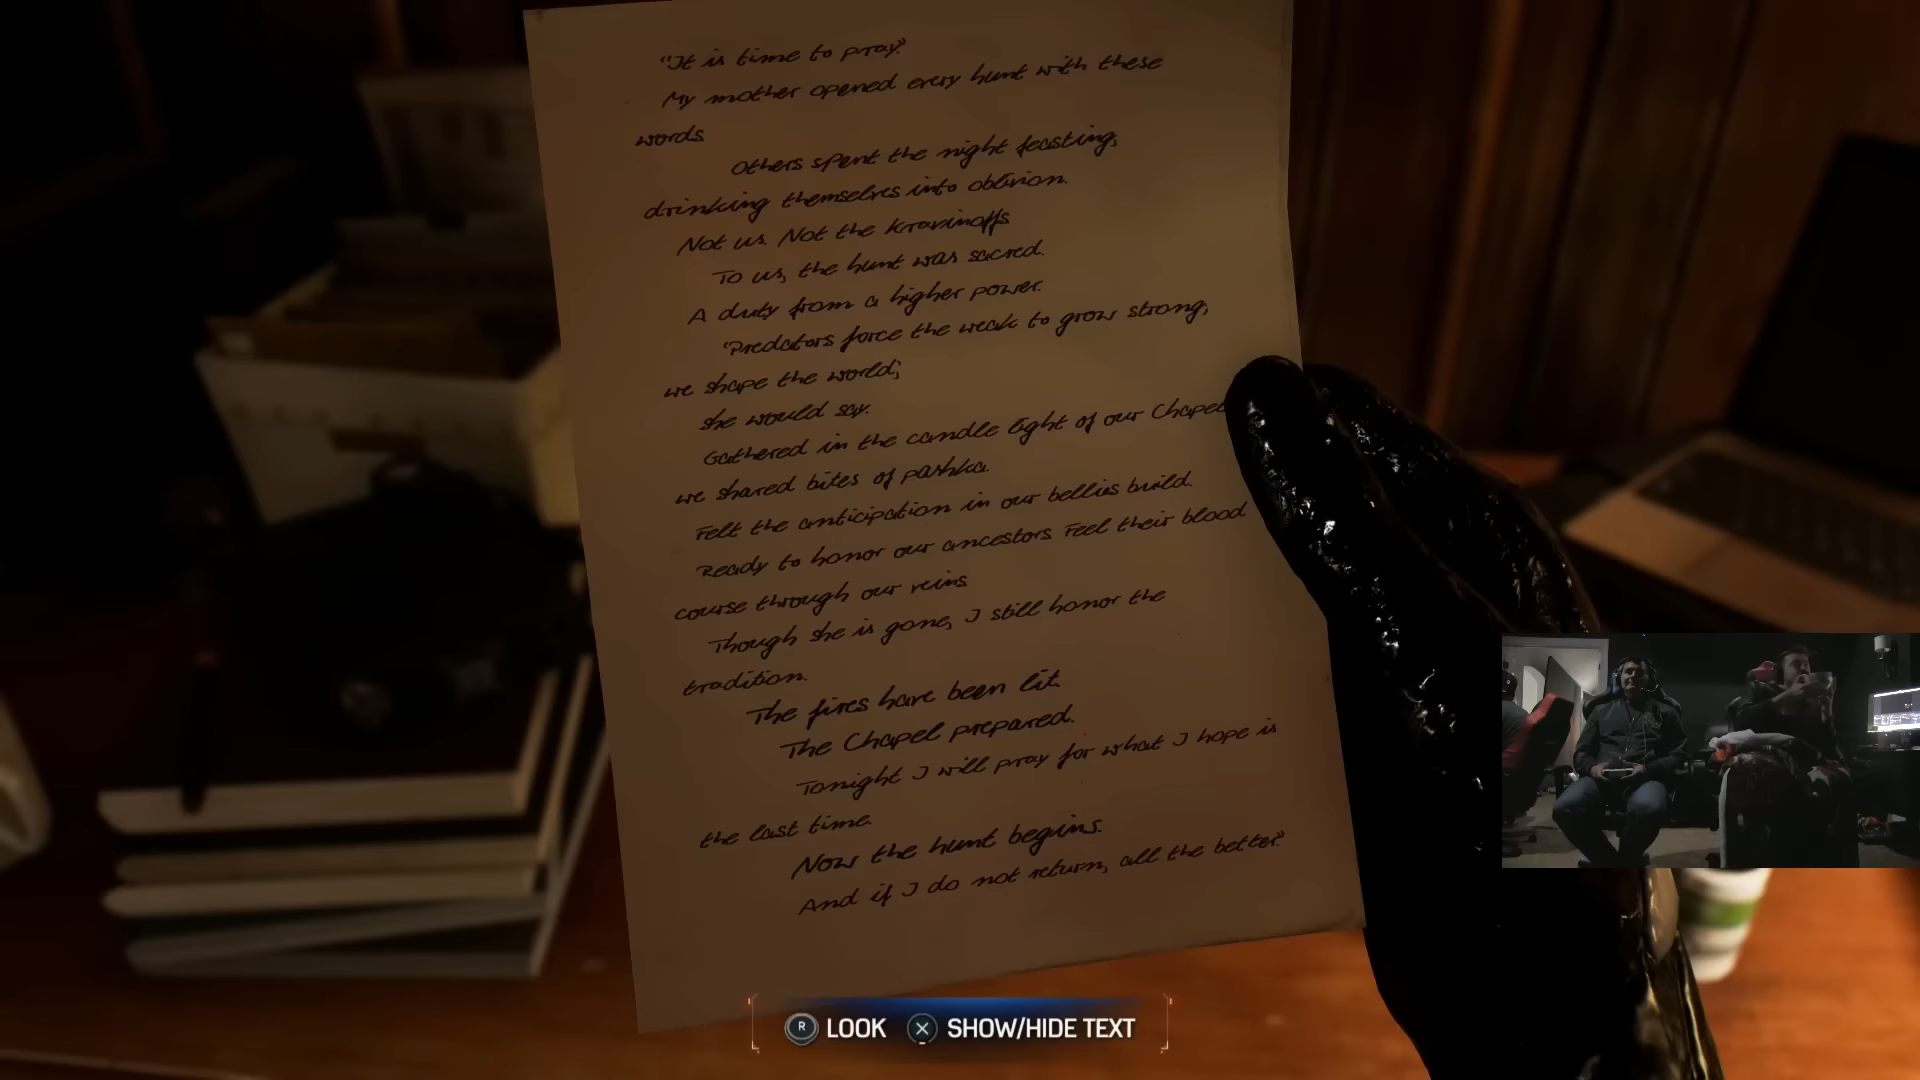 "It is time to pray."
My mother opened every hunt with these
words
Others spent the night feasting,
drinking themselves into oblivion.
Not us. Not the Kravinoffs
To us, the hunt was sacred.
A duty from a higher power.
"Predators force the weak to grow strong,
we shape the world,"
she would say.
Gathered in the candle light of our Chapel
we shared bites of pashka.
Felt the anticipation in our bellies build.
Ready to honor our ancestors. Feel their blood
course through our veins
Though she is gone, I still honor the
tradition.
The fires have been lit.
The Chapel prepared.
Tonight I will pray for what I hope is
the last time.
Now the hunt begins.
And if I do not return, all the better."
R LOOK X SHOW/HIDE TEXT